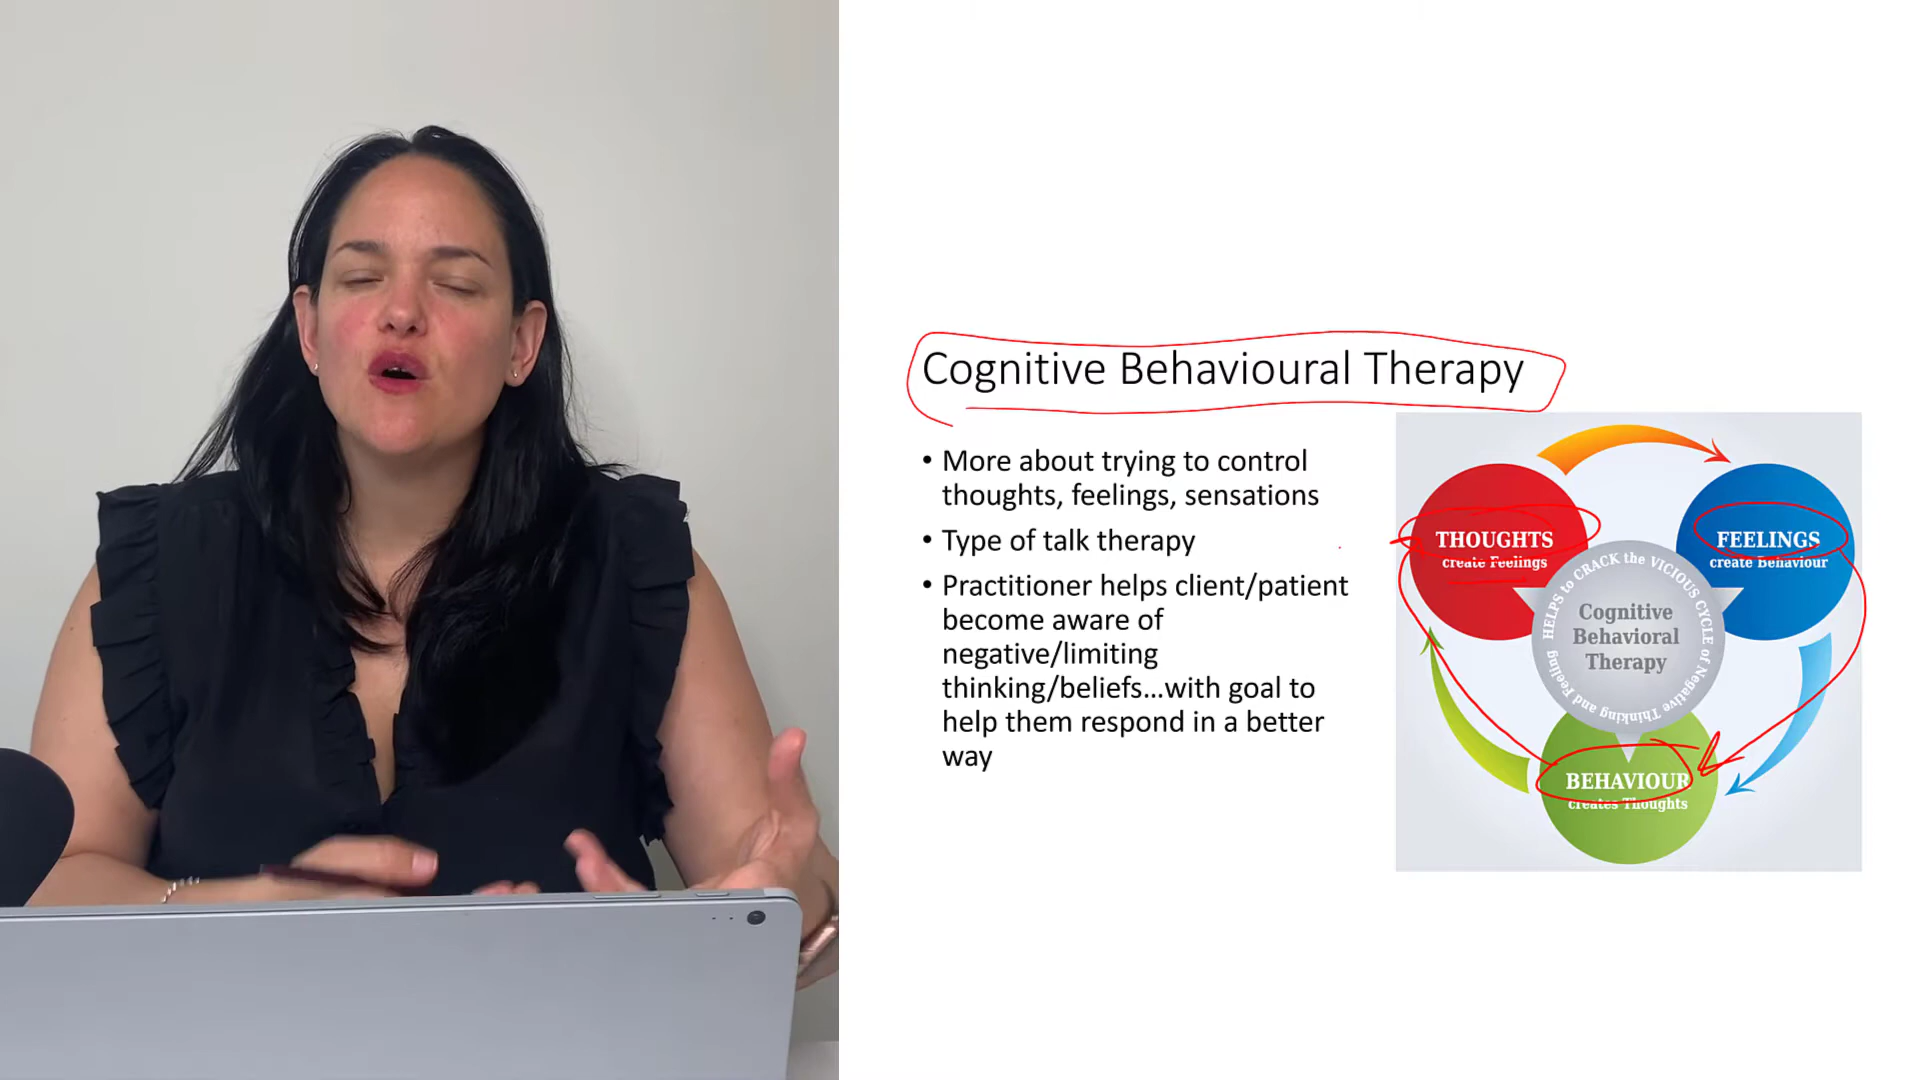 Cognitive Behavioural Therapy
• More about trying to control
thoughts, feelings, sensations
• Type of talk therapy
• Practitioner helps client/patient
become aware of
negative/limiting
thinking/beliefs...with goal to
help them respond in a better
way
THOUGHTS
create Feelings
FEELINGS
create Behaviour
HELPS to CRACK the VICIOUS CYCLE of Negative Thinking and Feeling
Cognitive
Behavioral
Therapy
BEHAVIOUR
creates Thoughts